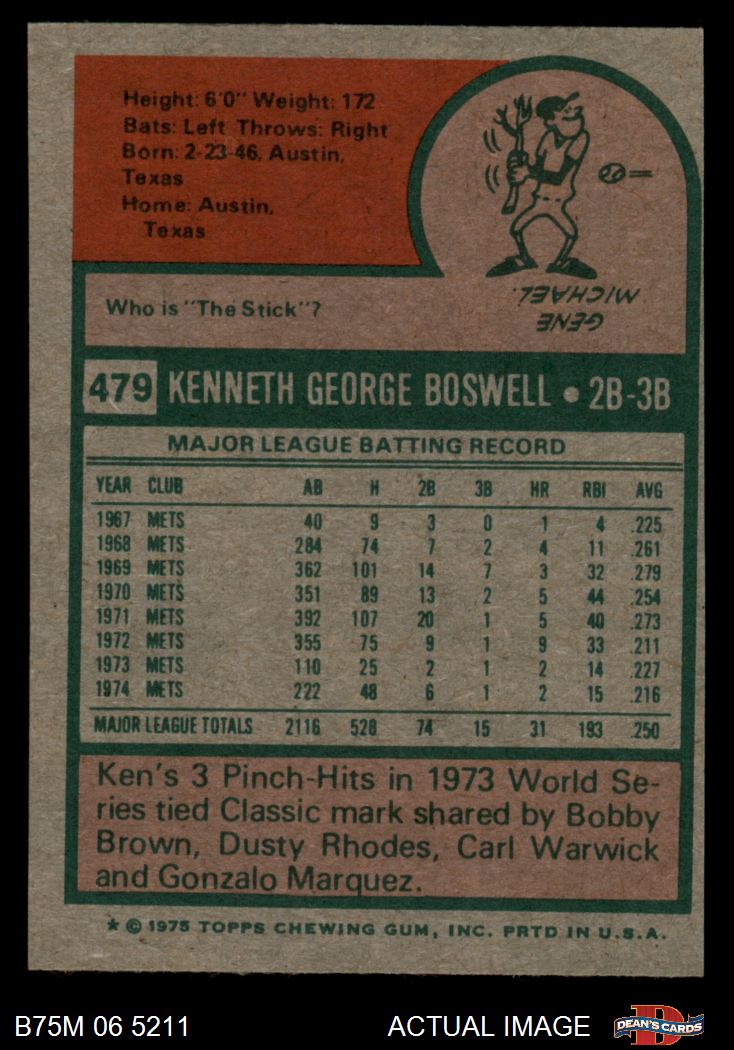 Height: 6'0" Weight: 172
Bats: Left Throws: Right
Born: 2-23-46, Austin,
Texas
Home: Austin,
Texas
Who is "The Stick"?
GENE
MICHAEL.
479 KENNETH GEORGE BOSWELL • 2B-3B
MAJOR LEAGUE BATTING RECORD
YEAR CLUB AB H 2B 3B HR RBI AVG
1967 METS 40 9 3 0 1 4 .225
1968 METS 284 74 7 2 4 11 .261
1969 METS 362 101 14 7 3 32 .279
1970 METS 351 89 13 2 5 44 .254
1971 METS 392 107 20 1 5 40 .273
1972 METS 355 75 9 1 9 33 .211
1973 METS 110 25 2 1 2 14 .227
1974 METS 222 48 6 1 2 15 .216
MAJOR LEAGUE TOTALS 2116 528 74 15 31 193 .250
Ken's 3 Pinch-Hits in 1973 World Se-
ries tied Classic mark shared by Bobby
Brown, Dusty Rhodes, Carl Warwick
and Gonzalo Marquez.
* © 1975 TOPPS CHEWING GUM, INC. PRTD IN U.S.A.
B75M 06 5211 ACTUAL IMAGE
D
DEAN'S CARDS